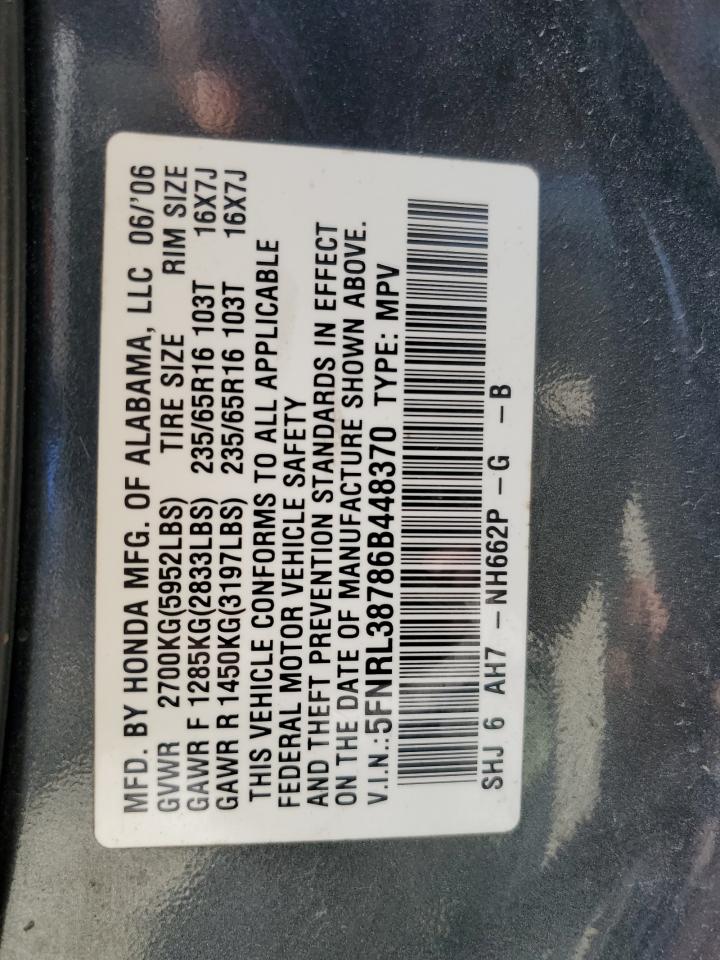 MFD. BY HONDA MFG. OF ALABAMA, LLC 06/'06
GVWR 2700KG(5952LBS) TIRE SIZE RIM SIZE
GAWR F 1285KG(2833LBS) 235/65R16 103T 16X7J
GAWR R 1450KG(3197LBS) 235/65R16 103T 16X7J
THIS VEHICLE CONFORMS TO ALL APPLICABLE
FEDERAL MOTOR VEHICLE SAFETY
AND THEFT PREVENTION STANDARDS IN EFFECT
ON THE DATE OF MANUFACTURE SHOWN ABOVE.
V.I.N.:5FNRL38786B448370 TYPE: MPV
SHJ 6 AH7 -NH662P -G -B